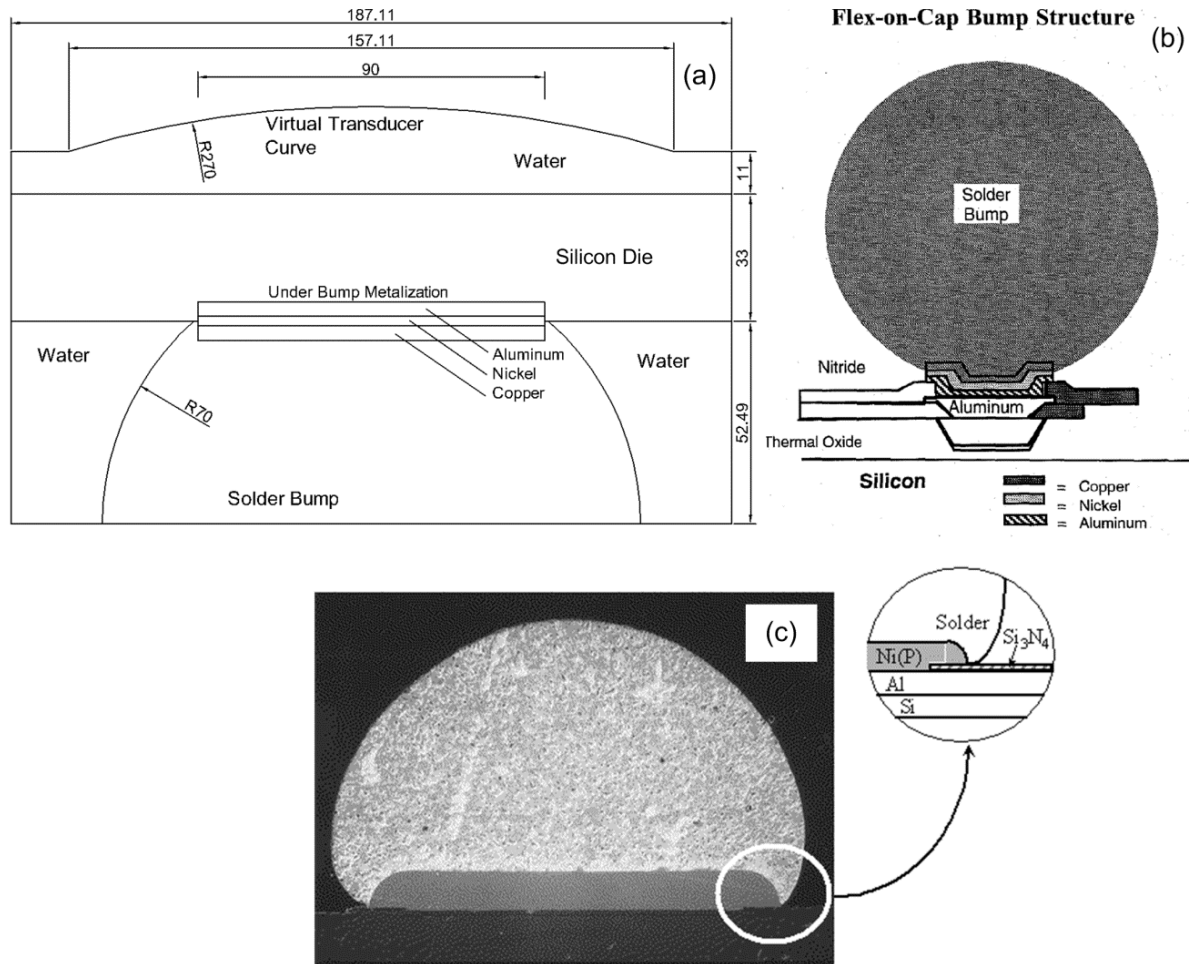 187.11
157.11
90
(a)
Virtual Transducer
Curve
R270
Water
11
Silicon Die
33
Under Bump Metalization
Water
Aluminum
Nickel
Copper
Water
R70
52.49
Solder Bump
Flex-on-Cap Bump Structure
(b)
Solder
Bump
Nitride
Aluminum
Thermal Oxide
Silicon
= Copper
= Nickel
= Aluminum
(c)
Solder
Si3N4
Ni(P)
Al
Si